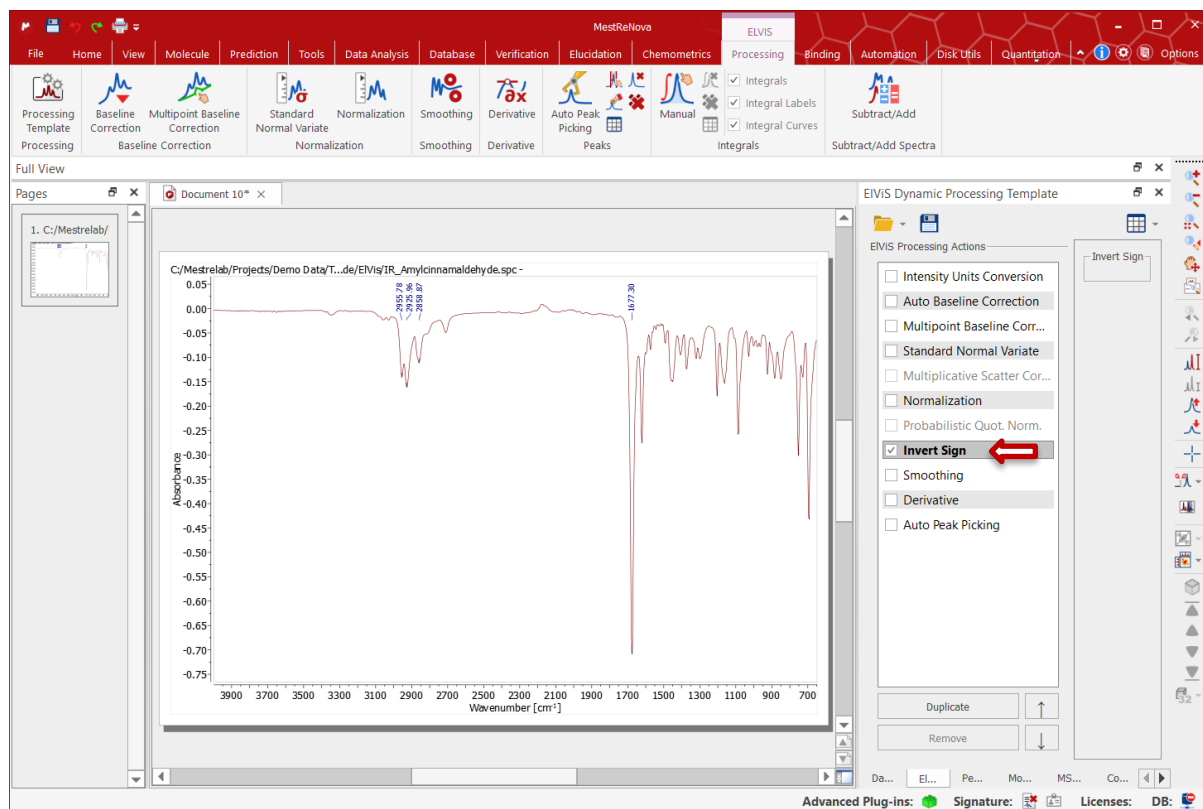 MestReNova
ELVIS
File Home View Molecule Prediction Tools Data Analysis Database Verification Elucidation Chemometrics Processing Binding Automation Disk Utils Quantitation Options
Processing Template
Baseline Correction
Multipoint Baseline Correction
Standard Normal Variate
Normalization
Smoothing
Derivative
Auto Peak Picking
Manual
Integrals
Integral Labels
Integral Curves
Subtract/Add
Processing Baseline Correction Normalization Smoothing Derivative Peaks Integrals Subtract/Add Spectra
Full View
Pages
Document 10*
ElViS Dynamic Processing Template
1. C:/Mestrelab/
ElViS Processing Actions
Invert Sign
Intensity Units Conversion
Auto Baseline Correction
Multipoint Baseline Corr...
Standard Normal Variate
Multiplicative Scatter Cor...
Normalization
Probabilistic Quot. Norm.
Invert Sign
Smoothing
Derivative
Auto Peak Picking
C:/Mestrelab/Projects/Demo Data/T...de/ElVis/IR_Amylcinnamaldehyde.spc -
2955.78
2925.96
2858.87
1677.30
0.05
0.00
-0.05
-0.10
-0.15
-0.20
-0.25
-0.30
-0.35
-0.40
-0.45
-0.50
-0.55
-0.60
-0.65
-0.70
-0.75
Absorbance
3900 3700 3500 3300 3100 2900 2700 2500 2300 2100 1900 1700 1500 1300 1100 900 700
Wavenumber [cm-1]
Duplicate
Remove
Da... El... Pe... Mo... MS... Co...
32
Advanced Plug-ins: Signature: Licenses: DB: